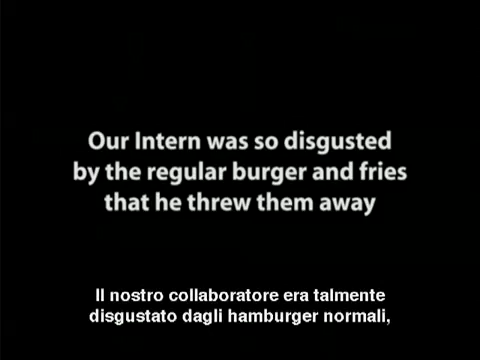 Our Intern was so disgusted
by the regular burger and fries
that he threw them away
Il nostro collaboratore era talmente
disgustato dagli hamburger normali,